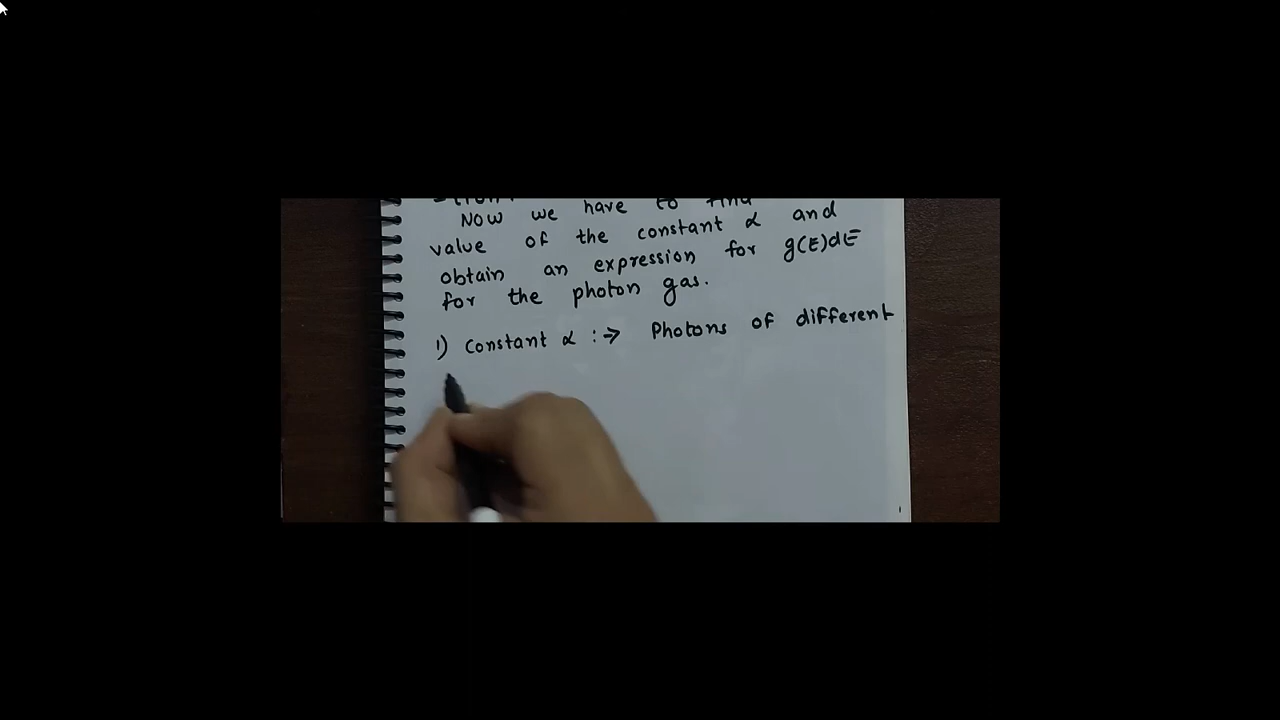 Now we have to find
value of the constant α and
obtain an expression for g(E)dE
for the photon gas.
1) Constant α :→ Photons of different